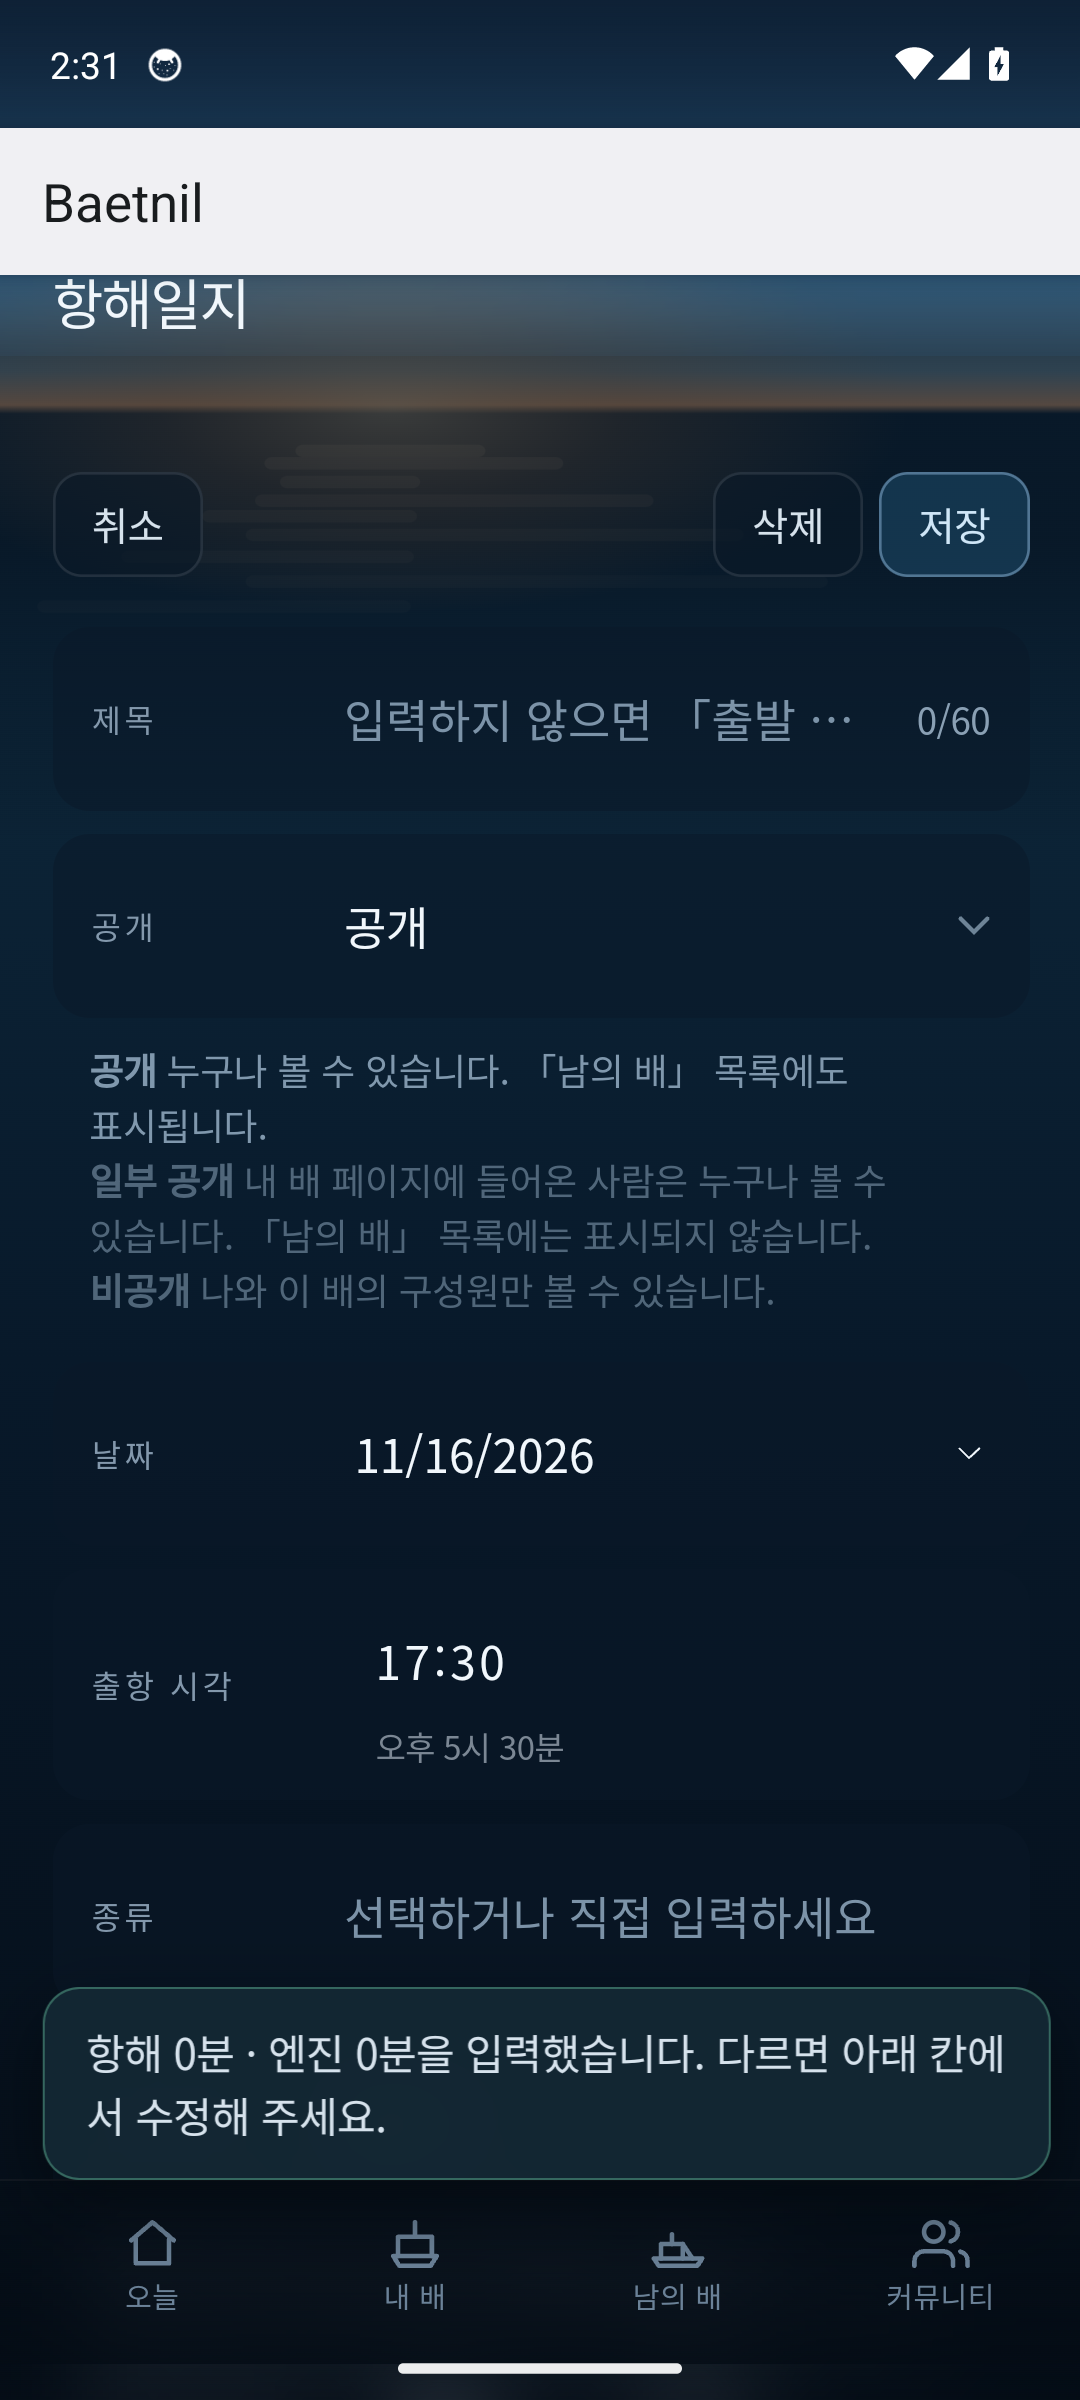 2:31
Baetnil
항해일지
취소
삭제
저장
제목
입력하지 않으면 「출발 …
0/60
공개
공개
공개 누구나 볼 수 있습니다. 「남의 배」 목록에도
표시됩니다.
일부 공개 내 배 페이지에 들어온 사람은 누구나 볼 수
있습니다. 「남의 배」 목록에는 표시되지 않습니다.
비공개 나와 이 배의 구성원만 볼 수 있습니다.
날짜
11/16/2026
출항 시각
17:30
오후 5시 30분
종류
선택하거나 직접 입력하세요
항해 0분 · 엔진 0분을 입력했습니다. 다르면 아래 칸에
서 수정해 주세요.
오늘
내 배
남의 배
커뮤니티